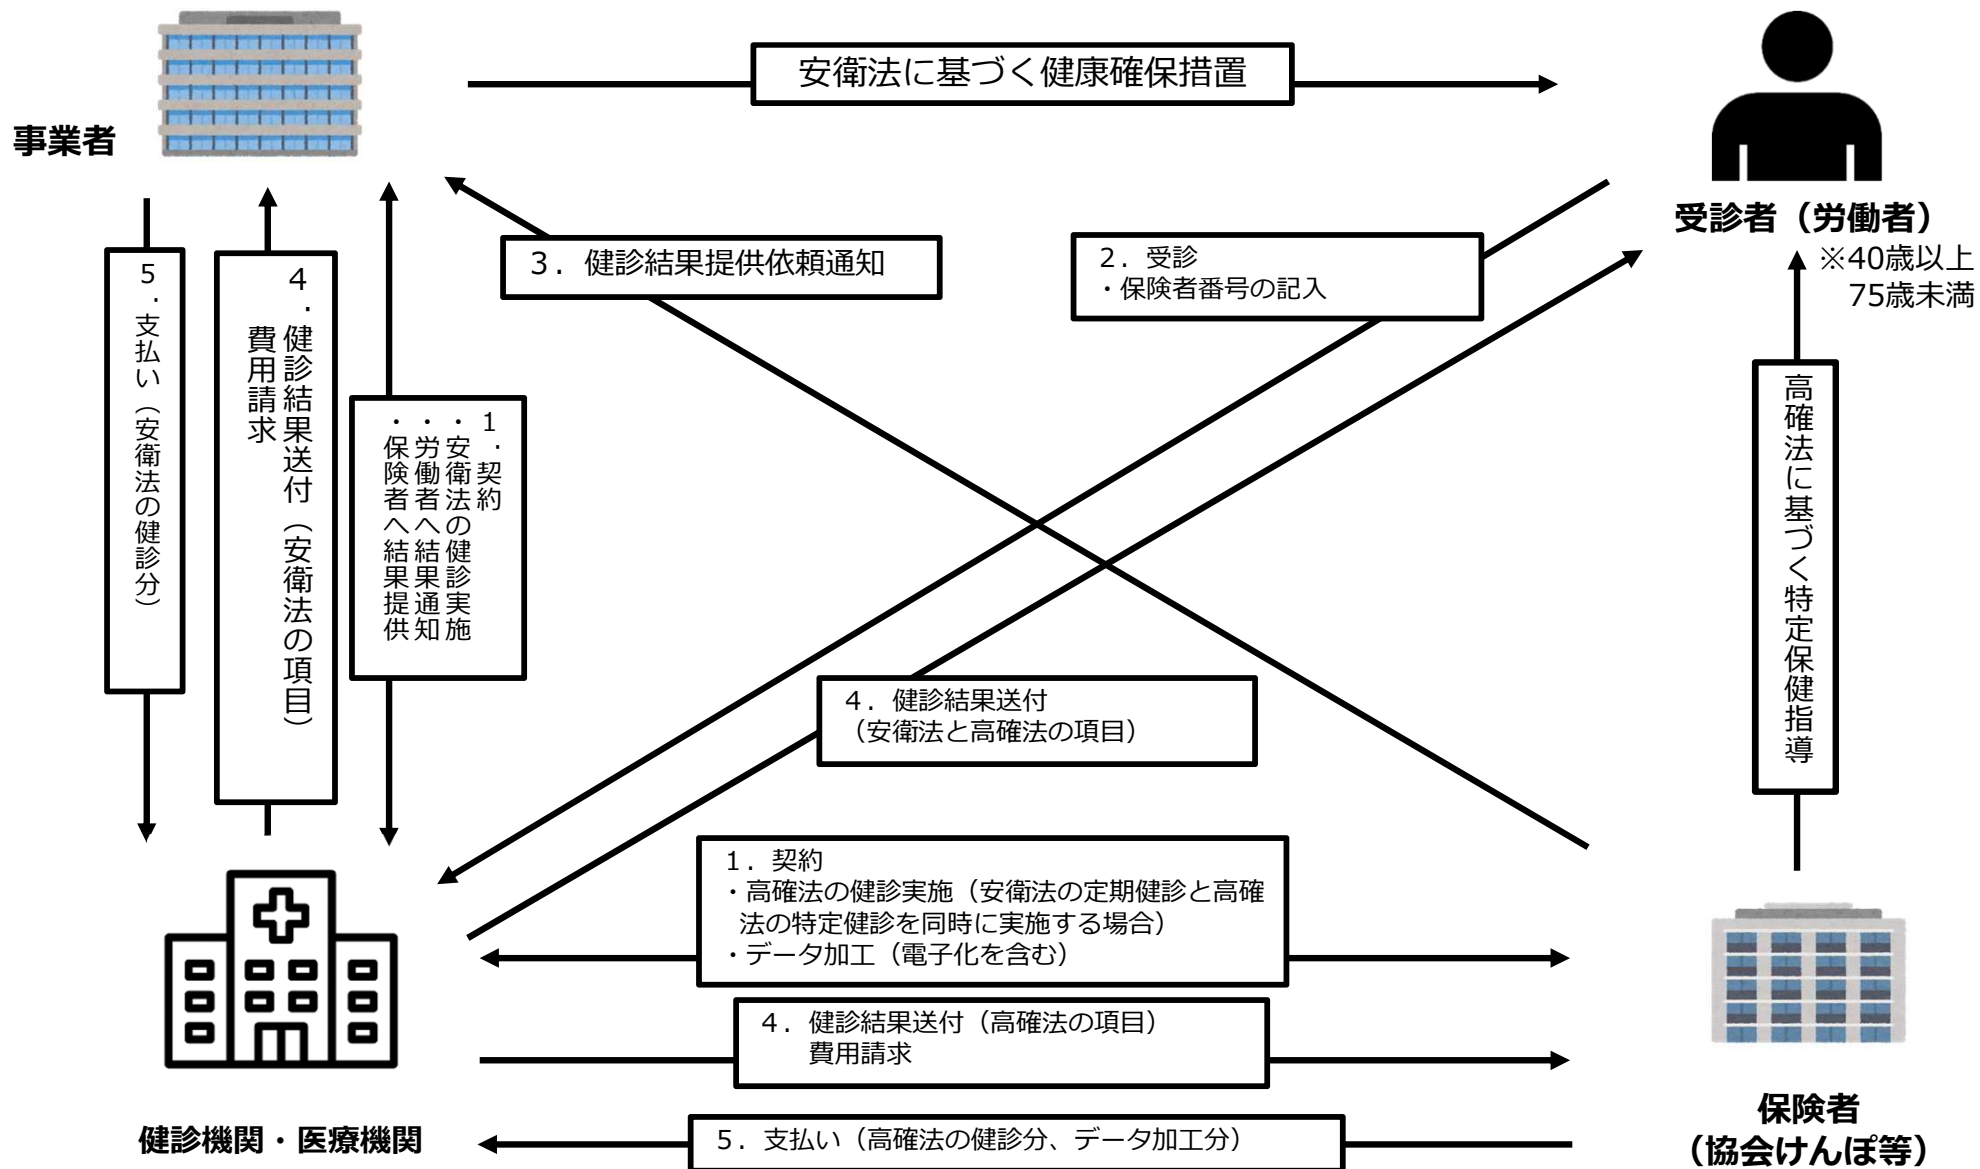 安衛法に基づく健康確保措置
事業者
受診者（労働者）
※40歳以上
75歳未満
3．健診結果提供依頼通知
2．受診
・保険者番号の記入
5．支払い（安衛法の健診分）
4．健診結果送付（安衛法の項目）
費用請求
1．契約
・安衛法の健診実施
・労働者へ結果通知
・保険者へ結果提供
高確法に基づく特定保健指導
4．健診結果送付
（安衛法と高確法の項目）
1．契約
・高確法の健診実施（安衛法の定期健診と高確
法の特定健診を同時に実施する場合）
・データ加工（電子化を含む）
4．健診結果送付（高確法の項目）
費用請求
5．支払い（高確法の健診分、データ加工分）
健診機関・医療機関
保険者
（協会けんぽ等）